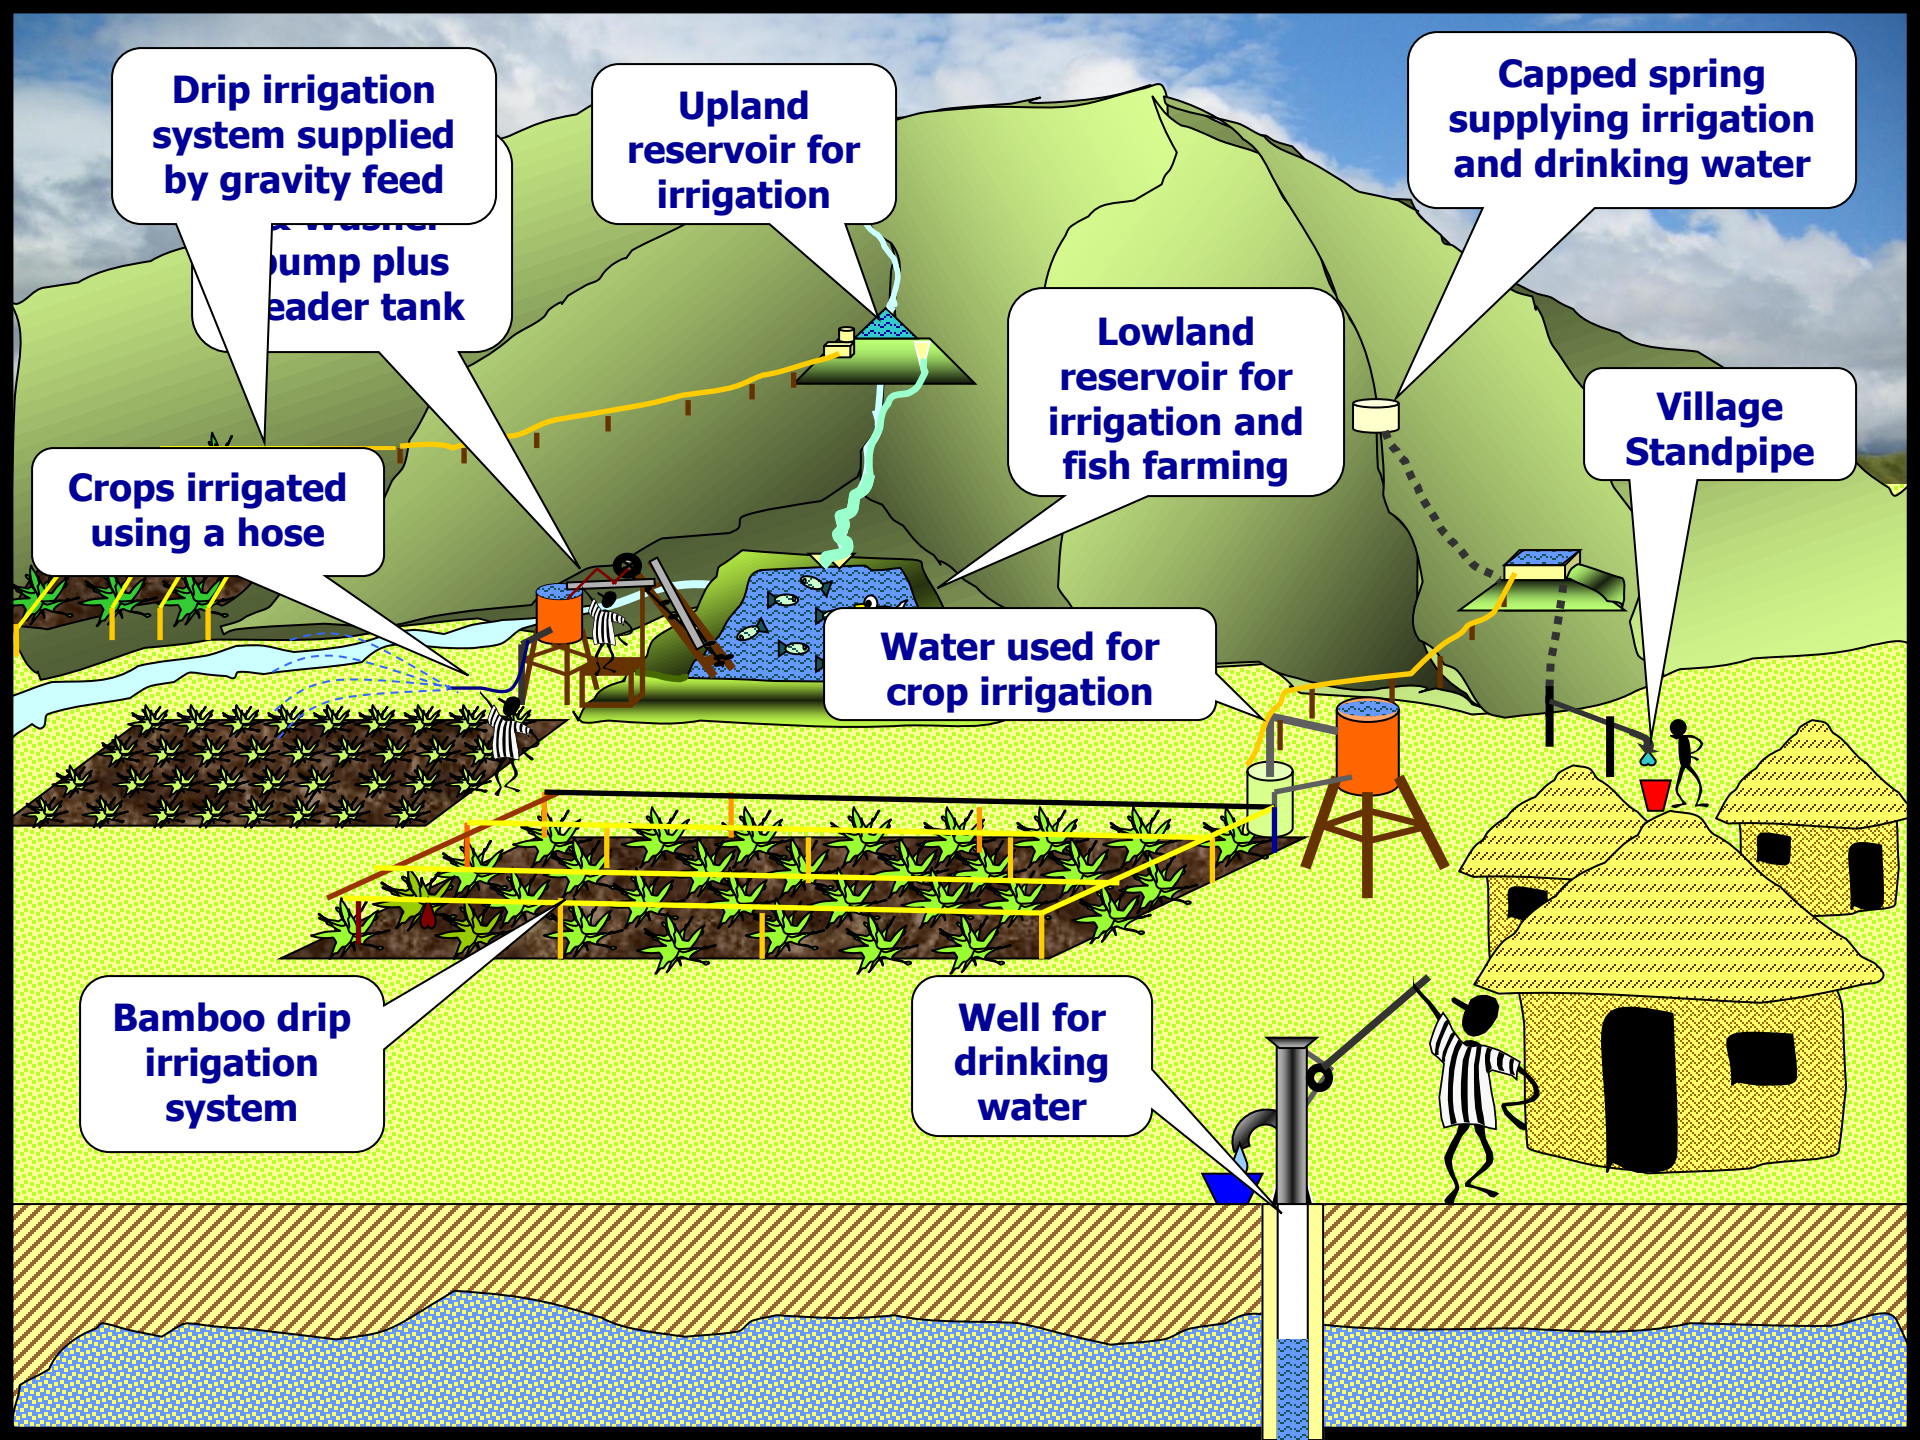 Drip irrigation
system supplied
by gravity feed
pump plus
tank
Upland
reservoir for
irrigation
Capped spring
supplying irrigation
and drinking water
Lowland
reservoir for
irrigation and
fish farming
Village
Standpipe
Crops irrigated
using a hose
Water used for
crop irrigation
Bamboo drip
irrigation
system
Well for
drinking
water